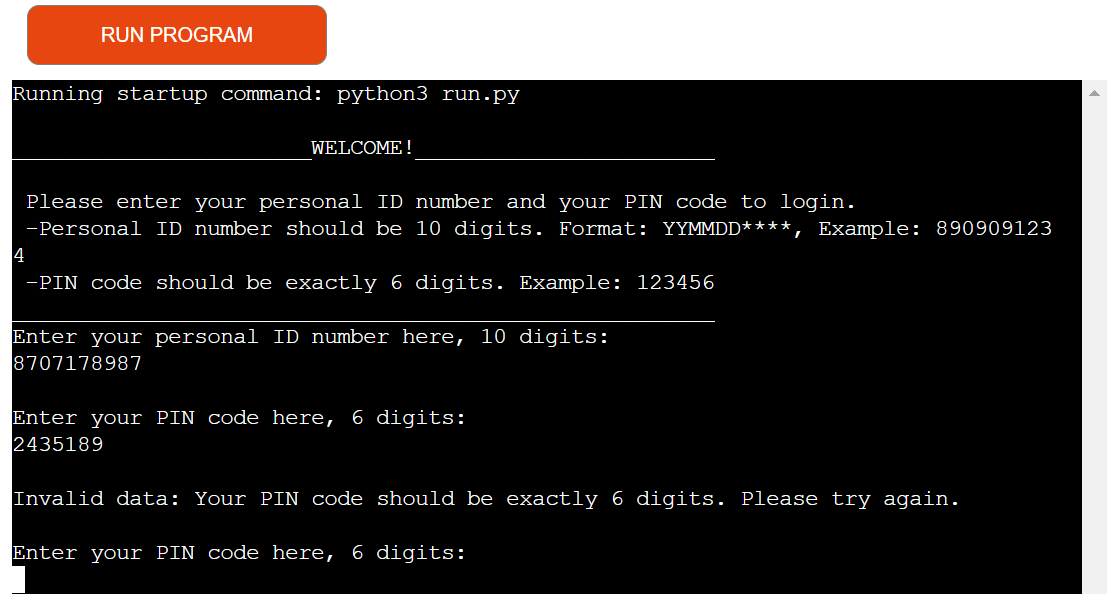 RUN PROGRAM
Running startup command: python3 run.py
_______________________WELCOME!_______________________
Please enter your personal ID number and your PIN code to login.
-Personal ID number should be 10 digits. Format: YYMMDD****, Example: 890909123
4
-PIN code should be exactly 6 digits. Example: 123456
______________________________________________________
Enter your personal ID number here, 10 digits:
8707178987
Enter your PIN code here, 6 digits:
2435189
Invalid data: Your PIN code should be exactly 6 digits. Please try again.
Enter your PIN code here, 6 digits: